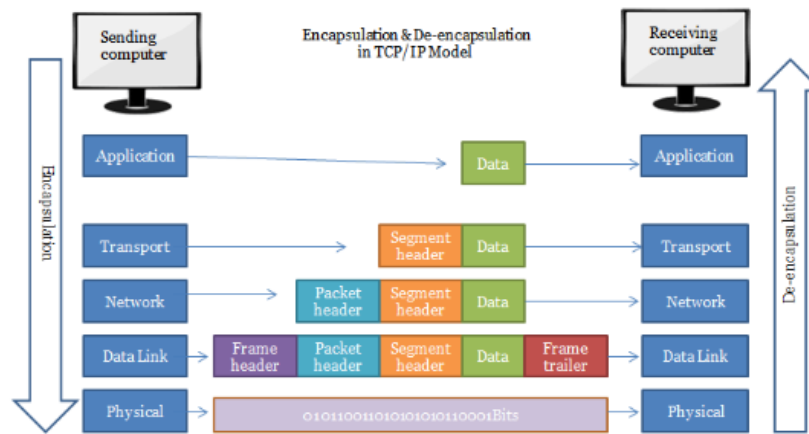 Sending
computer
Encapsulation & De-encapsulation
in TCP/IP Model
Receiving
computer
Encapsulation
De-encapsulation
Application
Data
Application
Transport
Segment
header
Data
Transport
Network
Packet
header
Segment
header
Data
Network
Data Link
Frame
header
Packet
header
Segment
header
Data
Frame
trailer
Data Link
Physical
0101100110101010110001Bits
Physical